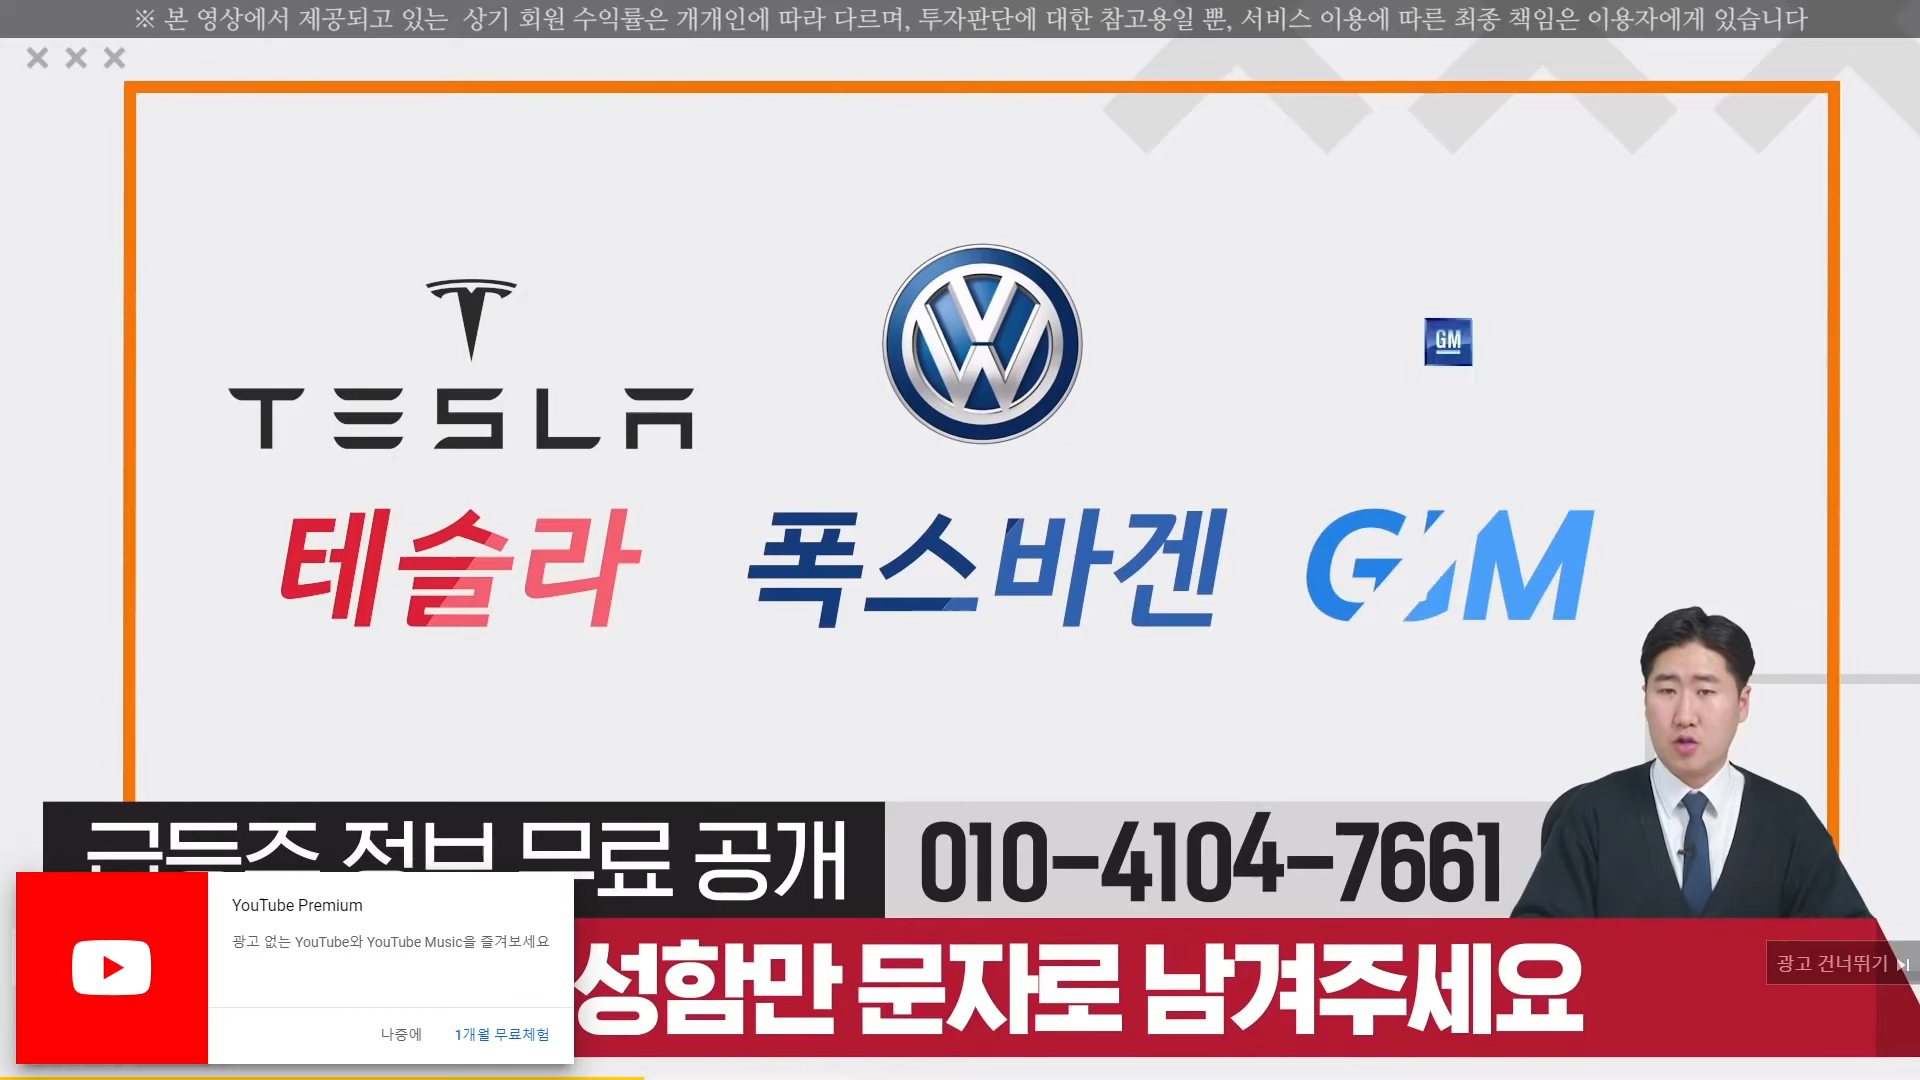 ※ 본 영상에서 제공되고 있는 상기 회원 수익률은 개개인에 따라 다르며, 투자판단에 대한 참고용일 뿐, 서비스 이용에 따른 최종 책임은 이용자에게 있습니다
TESLA
GM
테슬라 폭스바겐 GM
급등주 정보 무료 공개 010-4104-7661
성함만 문자로 남겨주세요
YouTube Premium
광고 없는 YouTube와 YouTube Music을 즐겨보세요
나중에 1개월 무료체험
광고 건너뛰기